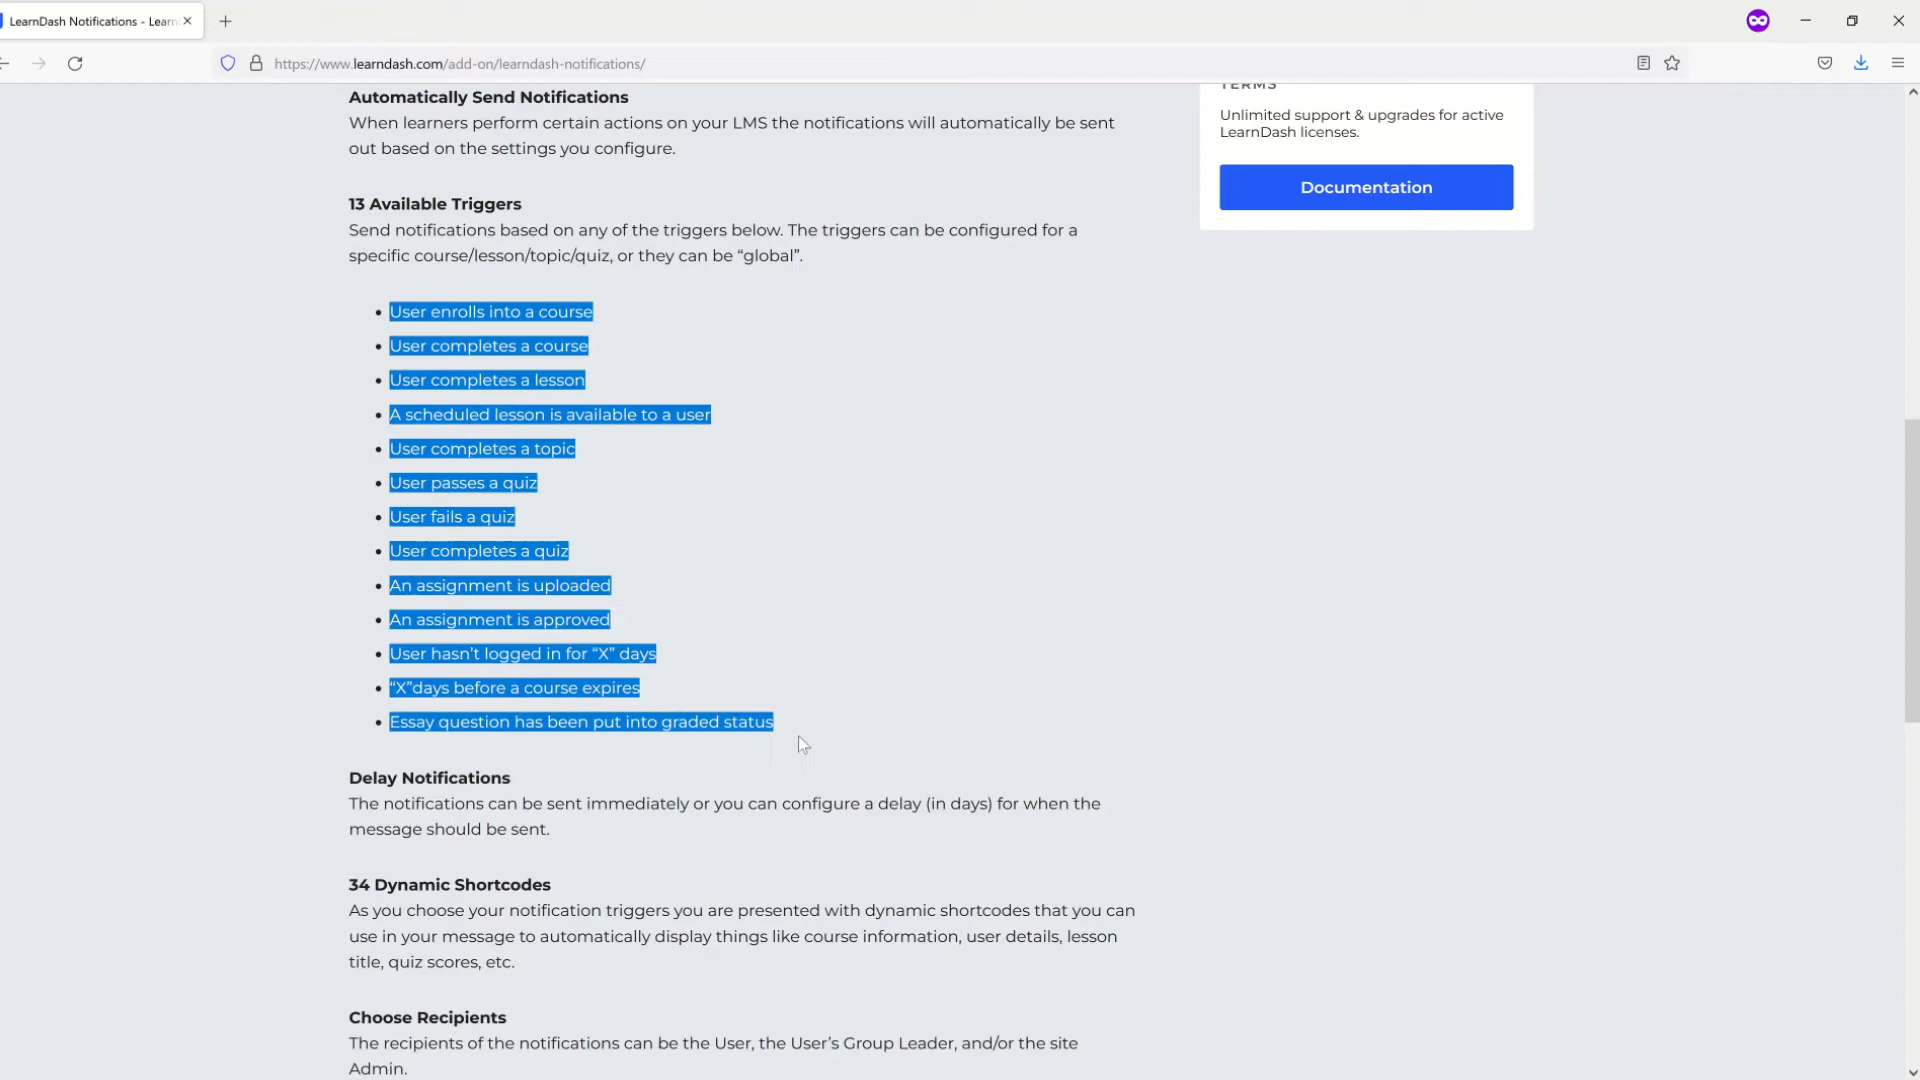 LearnDash Notifications - Learn
https://www.learndash.com/add-on/learndash-notifications/
TERMS
Unlimited support & upgrades for active
LearnDash licenses.
Documentation
Automatically Send Notifications
When learners perform certain actions on your LMS the notifications will automatically be sent
out based on the settings you configure.
13 Available Triggers
Send notifications based on any of the triggers below. The triggers can be configured for a
specific course/lesson/topic/quiz, or they can be “global”.
• User enrolls into a course
• User completes a course
• User completes a lesson
• A scheduled lesson is available to a user
• User completes a topic
• User passes a quiz
• User fails a quiz
• User completes a quiz
• An assignment is uploaded
• An assignment is approved
• User hasn’t logged in for “X” days
• “X”days before a course expires
• Essay question has been put into graded status
Delay Notifications
The notifications can be sent immediately or you can configure a delay (in days) for when the
message should be sent.
34 Dynamic Shortcodes
As you choose your notification triggers you are presented with dynamic shortcodes that you can
use in your message to automatically display things like course information, user details, lesson
title, quiz scores, etc.
Choose Recipients
The recipients of the notifications can be the User, the User’s Group Leader, and/or the site
Admin.